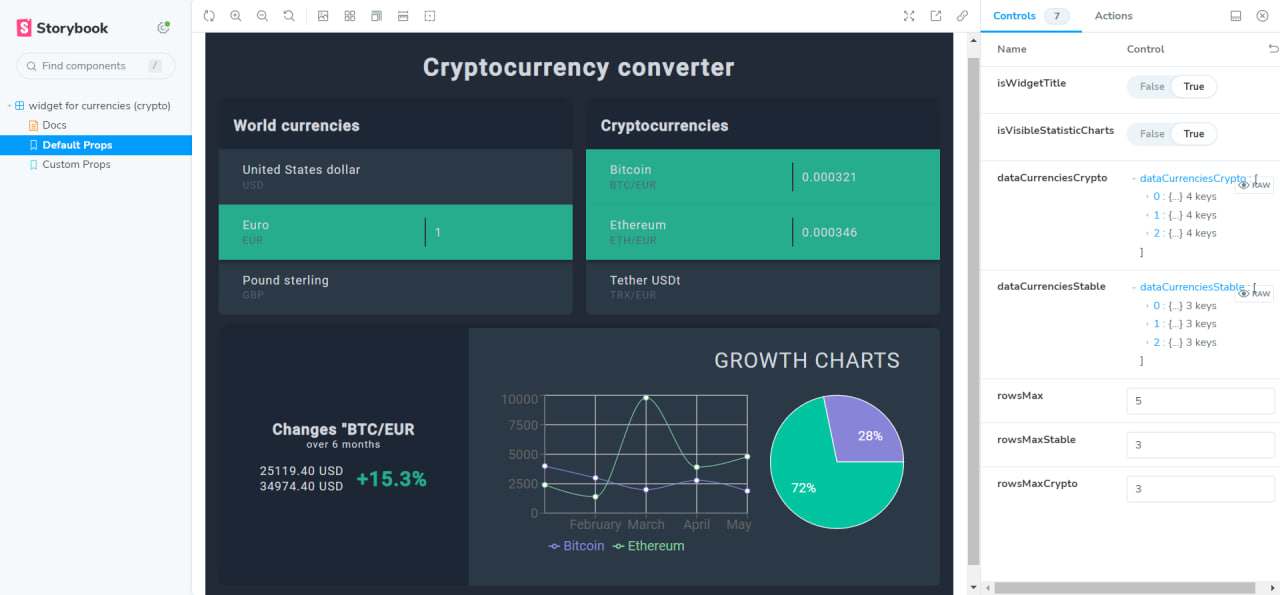 Storybook
Find components
/
widget for currencies (crypto)
Docs
Default Props
Custom Props
Cryptocurrency converter
World currencies
United States dollar
USD
Euro
EUR
1
Pound sterling
GBP
Cryptocurrencies
Bitcoin
BTC/EUR
0.000321
Ethereum
ETH/EUR
0.000346
Tether USDt
TRX/EUR
Changes "BTC/EUR
over 6 months
25119.40 USD
34974.40 USD
+15.3%
GROWTH CHARTS
10000
7500
5000
2500
0
February March April May
Bitcoin Ethereum
28%
72%
Controls 7 Actions
Name Control
isWidgetTitle
False True
isVisibleStatisticCharts
False True
dataCurrenciesCrypto
- dataCurrenciesCrypto : [
RAW
0 : {...} 4 keys
1 : {...} 4 keys
2 : {...} 4 keys
]
dataCurrenciesStable
- dataCurrenciesStable : [
RAW
0 : {...} 3 keys
1 : {...} 3 keys
2 : {...} 3 keys
]
rowsMax
5
rowsMaxStable
3
rowsMaxCrypto
3